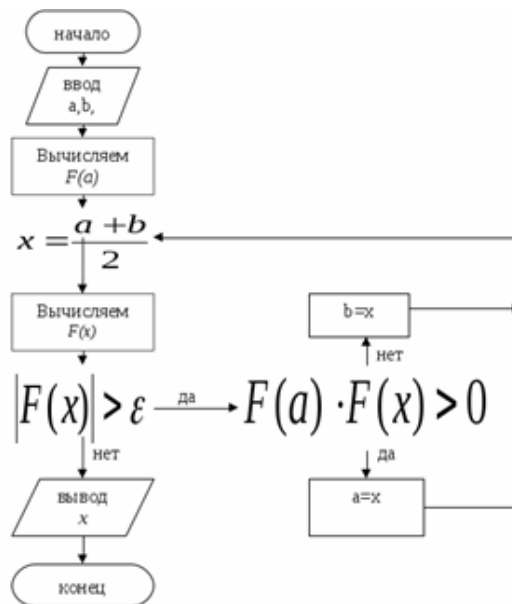 начало
ввод
a,b,
Вычисляем
F(a)
x = a + b / 2
Вычисляем
F(x)
|F(x)| > ε
да
F(a) · F(x) > 0
нет
b=x
да
a=x
нет
вывод
x
конец